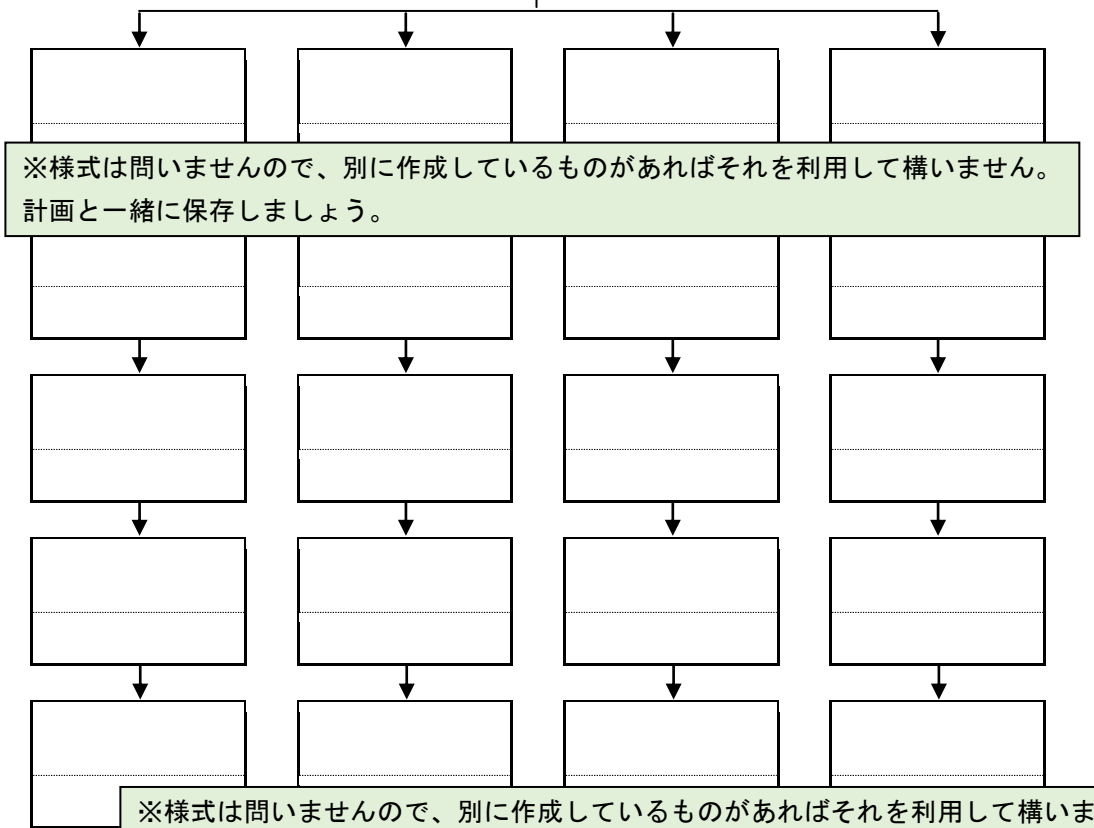 ※様式は問いませんので、別に作成しているものがあればそれを利用して構いません。
計画と一緒に保存しましょう。
※様式は問いませんので、別に作成しているものがあればそれを利用して構いま